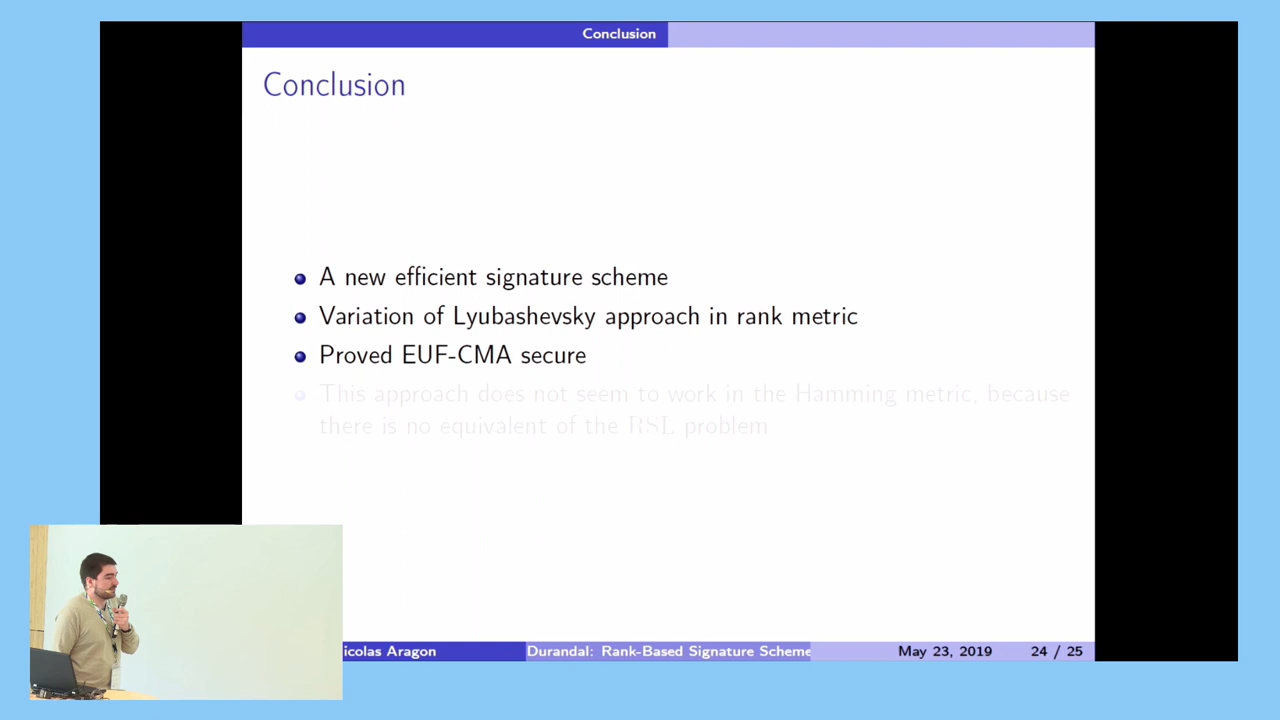 Conclusion
Conclusion
A new efficient signature scheme
Variation of Lyubashevsky approach in rank metric
Proved EUF-CMA secure
This approach does not seem to work in the Hamming metric, because
there is no equivalent of the RSL problem
icolas Aragon
Durandal: Rank-Based Signature Scheme
May 23, 2019
24 / 25